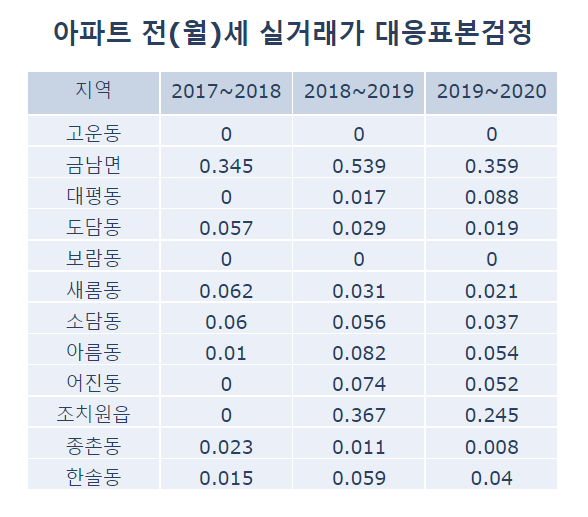 아파트 전(월)세 실거래가 대응표본검정
지역 2017~2018 2018~2019 2019~2020
고운동 0 0 0
금남면 0.345 0.539 0.359
대평동 0 0.017 0.088
도담동 0.057 0.029 0.019
보람동 0 0 0
새롬동 0.062 0.031 0.021
소담동 0.06 0.056 0.037
아름동 0.01 0.082 0.054
어진동 0 0.074 0.052
조치원읍 0 0.367 0.245
종촌동 0.023 0.011 0.008
한솔동 0.015 0.059 0.04